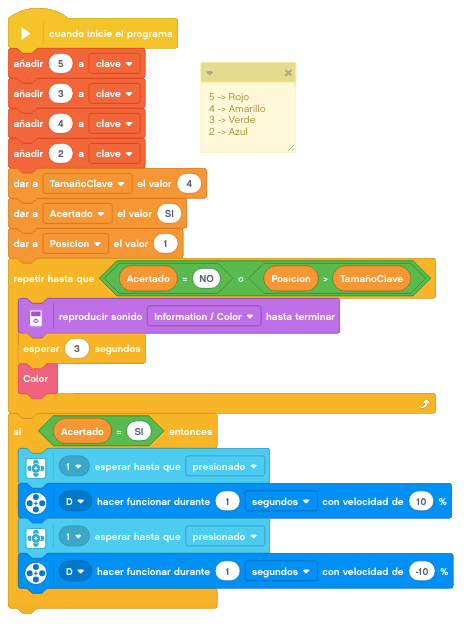 cuando inicie el programa
añadir 5 a clave
añadir 3 a clave
añadir 4 a clave
añadir 2 a clave
5 -> Rojo
4 -> Amarillo
3 -> Verde
2 -> Azul
dar a TamañoClave el valor 4
dar a Acertado el valor SI
dar a Posicion el valor 1
repetir hasta que Acertado = NO o Posicion > TamañoClave
reproducir sonido Information / Color hasta terminar
esperar 3 segundos
Color
si Acertado = SI entonces
1 esperar hasta que presionado
D hacer funcionar durante 1 segundos con velocidad de 10 %
1 esperar hasta que presionado
D hacer funcionar durante 1 segundos con velocidad de -10 %